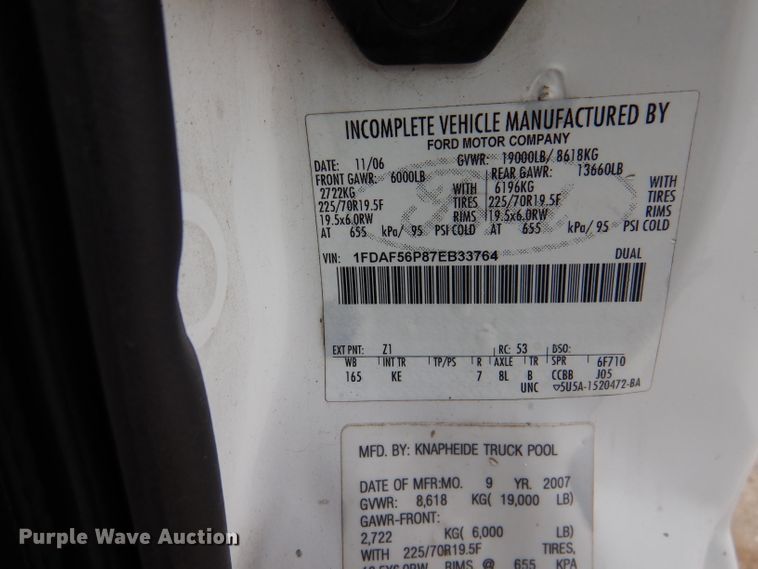 INCOMPLETE VEHICLE MANUFACTURED BY
FORD MOTOR COMPANY
DATE: 11/06 GVWR: 19000LB/ 8618KG
FRONT GAWR: 6000LB REAR GAWR: 13660LB
2722KG WITH 6196KG WITH
225/70R19.5F TIRES 225/70R19.5F TIRES
19.5x6.0RW RIMS 19.5x6.0RW RIMS
AT 655 kPa/ 95 PSI COLD AT 655 kPa/ 95 PSI COLD
VIN: 1FDAF56P87EB33764 DUAL
EXT PNT: Z1 RC: 53 DSO:
WB INT TR TP/PS R AXLE TR SPR 6F710
165 KE 7 8L B CCBB J05
UNC ▽5U5A-1520472-BA
MFD. BY: KNAPHEIDE TRUCK POOL
DATE OF MFR:MO. 9 YR. 2007
GVWR: 8,618 KG( 19,000 LB)
GAWR-FRONT:
2,722 KG( 6,000 LB)
WITH 225/70R19.5F TIRES,
19.5X6.0RW RIMS @ 655 KPA
Purple Wave Auction